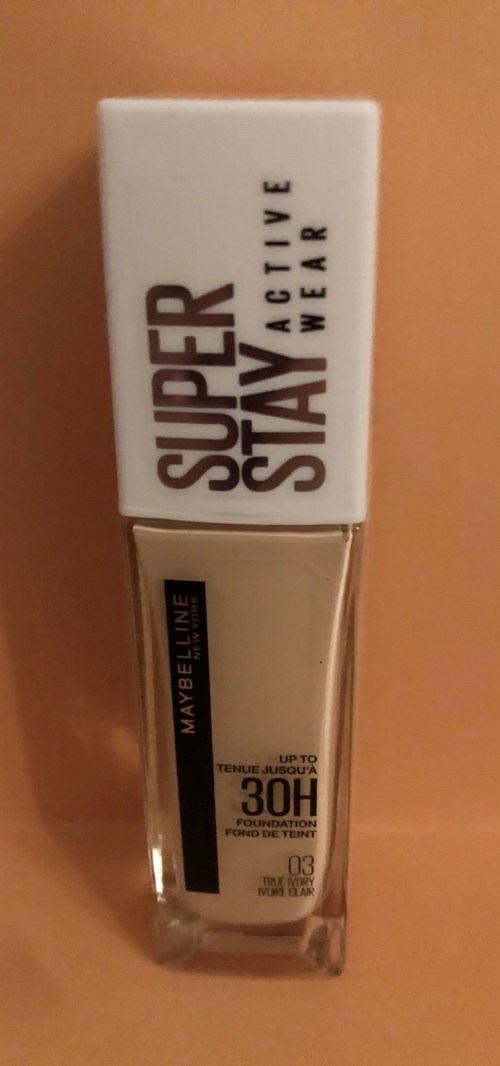 SUPER
STAY
ACTIVE
WEAR
MAYBELLINE
NEW YORK
UP TO
TENUE JUSQU'À
30H
FOUNDATION
FOND DE TEINT
03
TRUE IVORY
IVOIRE CLAIR